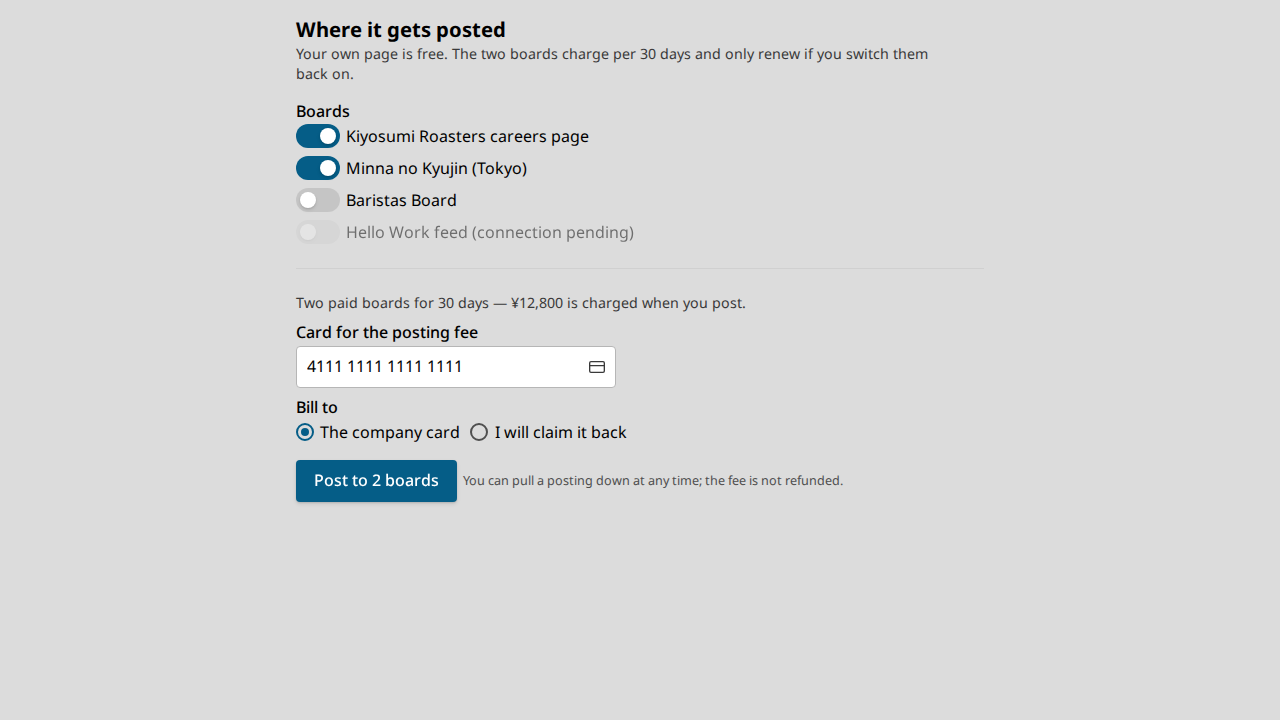 Where it gets posted
Your own page is free. The two boards charge per 30 days and only renew if you switch them
back on.
Boards
Kiyosumi Roasters careers page
Minna no Kyujin (Tokyo)
Baristas Board
Hello Work feed (connection pending)
Two paid boards for 30 days — ¥12,800 is charged when you post.
Card for the posting fee
4111 1111 1111 1111
Bill to
The company card
I will claim it back
Post to 2 boards
You can pull a posting down at any time; the fee is not refunded.